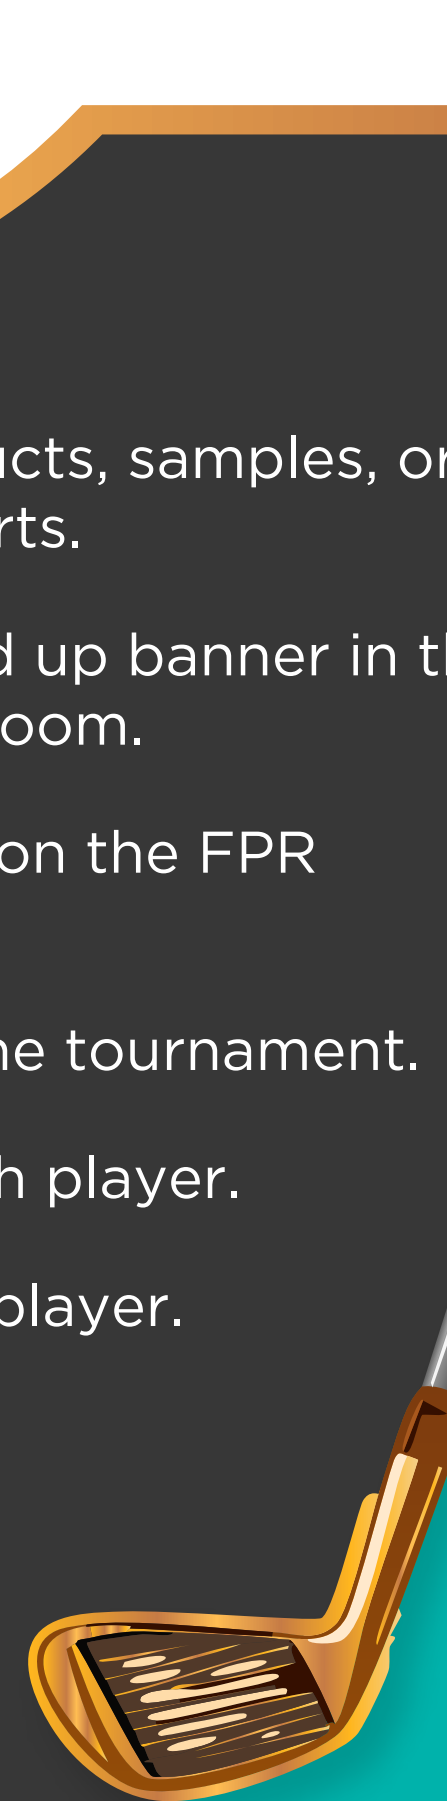 ucts, samples, or
rts.
d up banner in th
oom.
on the FPR
he tournament.
h player.
player.